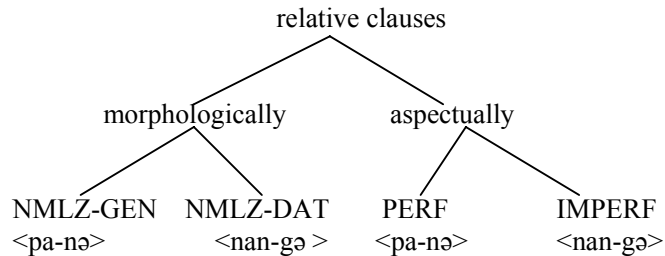 relative clauses
morphologically aspectually
NMLZ-GEN NMLZ-DAT PERF IMPERF
<pa-nə> <nan-gə > <pa-nə> <nan-gə>